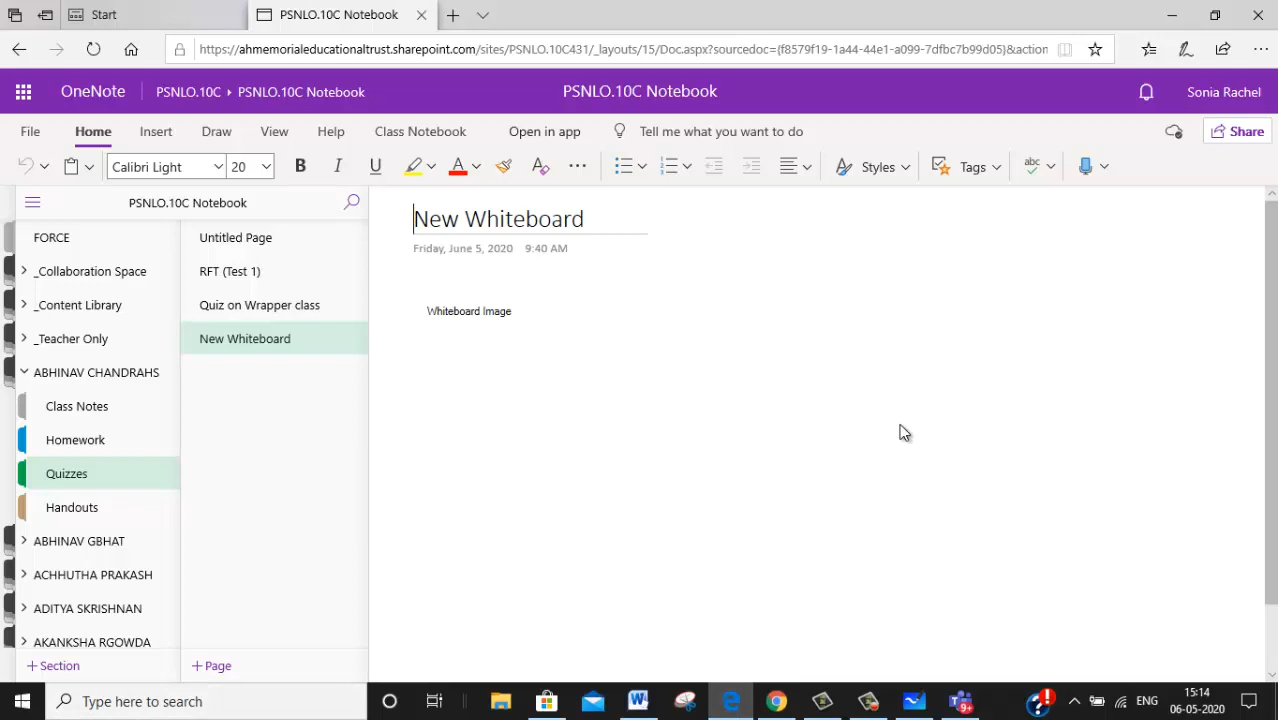 Start
PSNLO.10C Notebook
https://ahmemorialeducationaltrust.sharepoint.com/sites/PSNLO.10C431/_layouts/15/Doc.aspx?sourcedoc={f8579f19-1a44-44e1-a099-7dfbc7b99d05}&action
OneNote
PSNLO.10C
PSNLO.10C Notebook
PSNLO.10C Notebook
Sonia Rachel
File
Home
Insert
Draw
View
Help
Class Notebook
Open in app
Tell me what you want to do
Share
Calibri Light
20
B
I
U
A
Styles
Tags
abc
PSNLO.10C Notebook
FORCE
_Collaboration Space
_Content Library
_Teacher Only
ABHINAV CHANDRAHS
Class Notes
Homework
Quizzes
Handouts
ABHINAV GBHAT
ACHHUTHA PRAKASH
ADITYA SKRISHNAN
AKANKSHA RGOWDA
+ Section
Untitled Page
RFT (Test 1)
Quiz on Wrapper class
New Whiteboard
+ Page
New Whiteboard
Friday, June 5, 2020 9:40 AM
Whiteboard Image
Type here to search
9+
ENG
15:14
06-05-2020